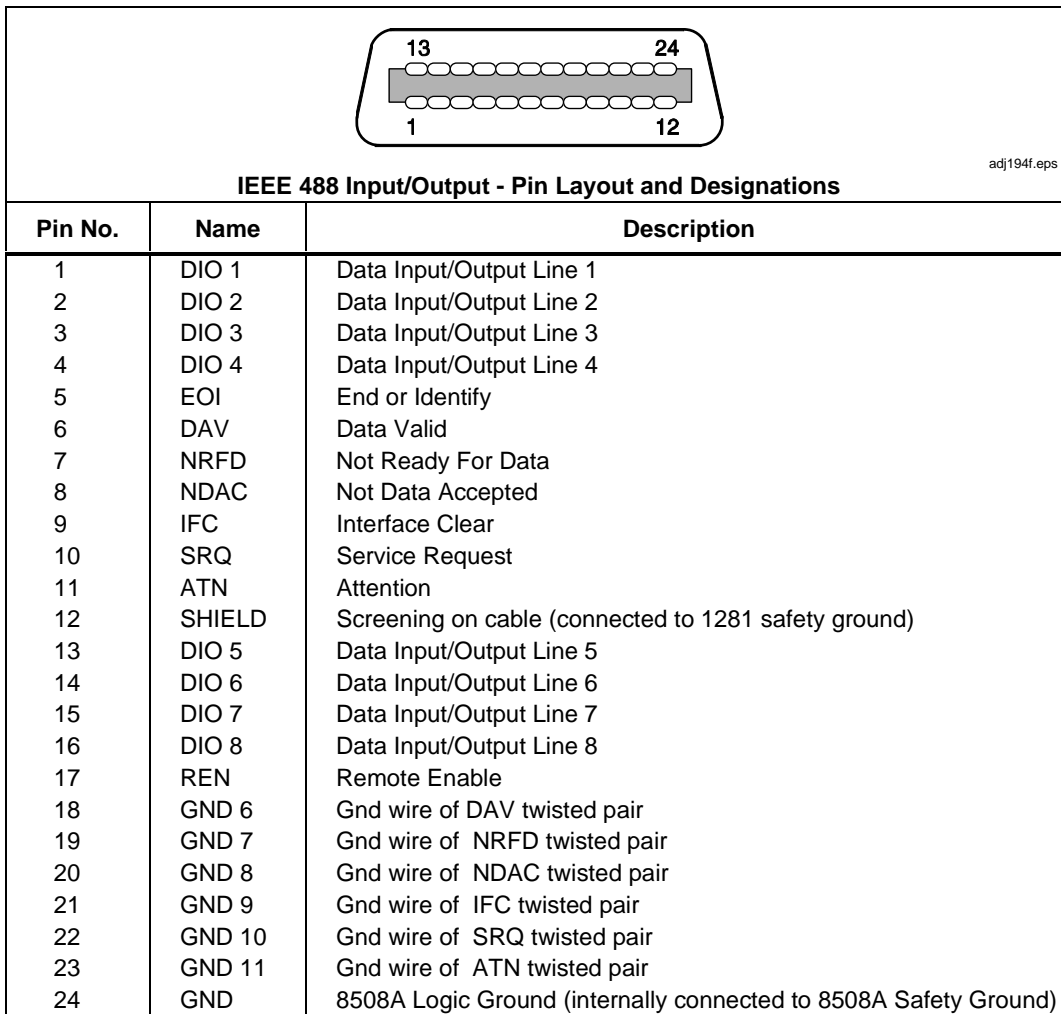 13 24
1 12
adj194f.eps
IEEE 488 Input/Output - Pin Layout and Designations
Pin No. Name Description
1 DIO 1 Data Input/Output Line 1
2 DIO 2 Data Input/Output Line 2
3 DIO 3 Data Input/Output Line 3
4 DIO 4 Data Input/Output Line 4
5 EOI End or Identify
6 DAV Data Valid
7 NRFD Not Ready For Data
8 NDAC Not Data Accepted
9 IFC Interface Clear
10 SRQ Service Request
11 ATN Attention
12 SHIELD Screening on cable (connected to 1281 safety ground)
13 DIO 5 Data Input/Output Line 5
14 DIO 6 Data Input/Output Line 6
15 DIO 7 Data Input/Output Line 7
16 DIO 8 Data Input/Output Line 8
17 REN Remote Enable
18 GND 6 Gnd wire of DAV twisted pair
19 GND 7 Gnd wire of NRFD twisted pair
20 GND 8 Gnd wire of NDAC twisted pair
21 GND 9 Gnd wire of IFC twisted pair
22 GND 10 Gnd wire of SRQ twisted pair
23 GND 11 Gnd wire of ATN twisted pair
24 GND 8508A Logic Ground (internally connected to 8508A Safety Ground)